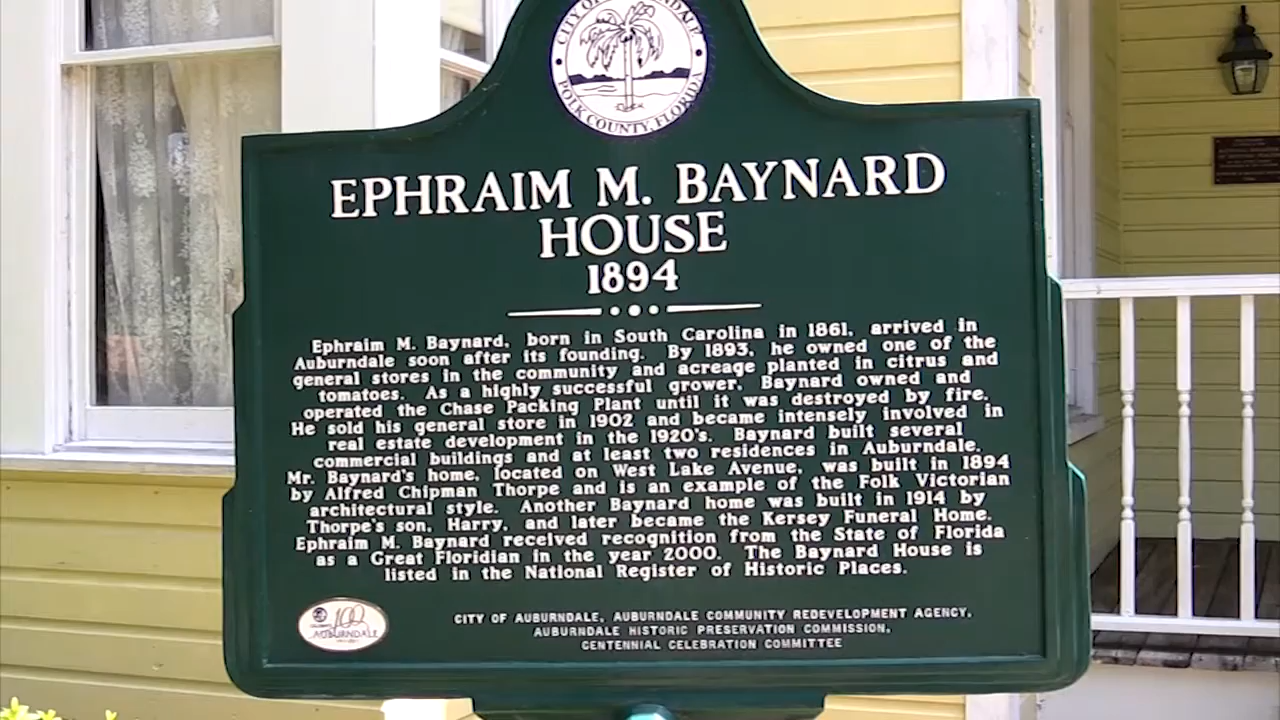 CITY OF AUBURNDALE
POLK COUNTY, FLORIDA
EPHRAIM M. BAYNARD
HOUSE
1894
Ephraim M. Baynard, born in South Carolina in 1861, arrived in
Auburndale soon after its founding. By 1893, he owned one of the
general stores in the community and acreage planted in citrus and
tomatoes. As a highly successful grower, Baynard owned and
operated the Chase Packing Plant until it was destroyed by fire.
He sold his general store in 1902 and became intensely involved in
real estate development in the 1920's. Baynard built several
commercial buildings and at least two residences in Auburndale.
Mr. Baynard's home, located on West Lake Avenue, was built in 1894
by Alfred Chipman Thorpe and is an example of the Folk Victorian
architectural style. Another Baynard home was built in 1914 by
Thorpe's son, Harry, and later became the Kersey Funeral Home.
Ephraim M. Baynard received recognition from the State of Florida
as a Great Floridian in the year 2000. The Baynard House is
listed in the National Register of Historic Places.
100
AUBURNDALE
CITY OF AUBURNDALE, AUBURNDALE COMMUNITY REDEVELOPMENT AGENCY,
AUBURNDALE HISTORIC PRESERVATION COMMISSION,
CENTENNIAL CELEBRATION COMMITTEE